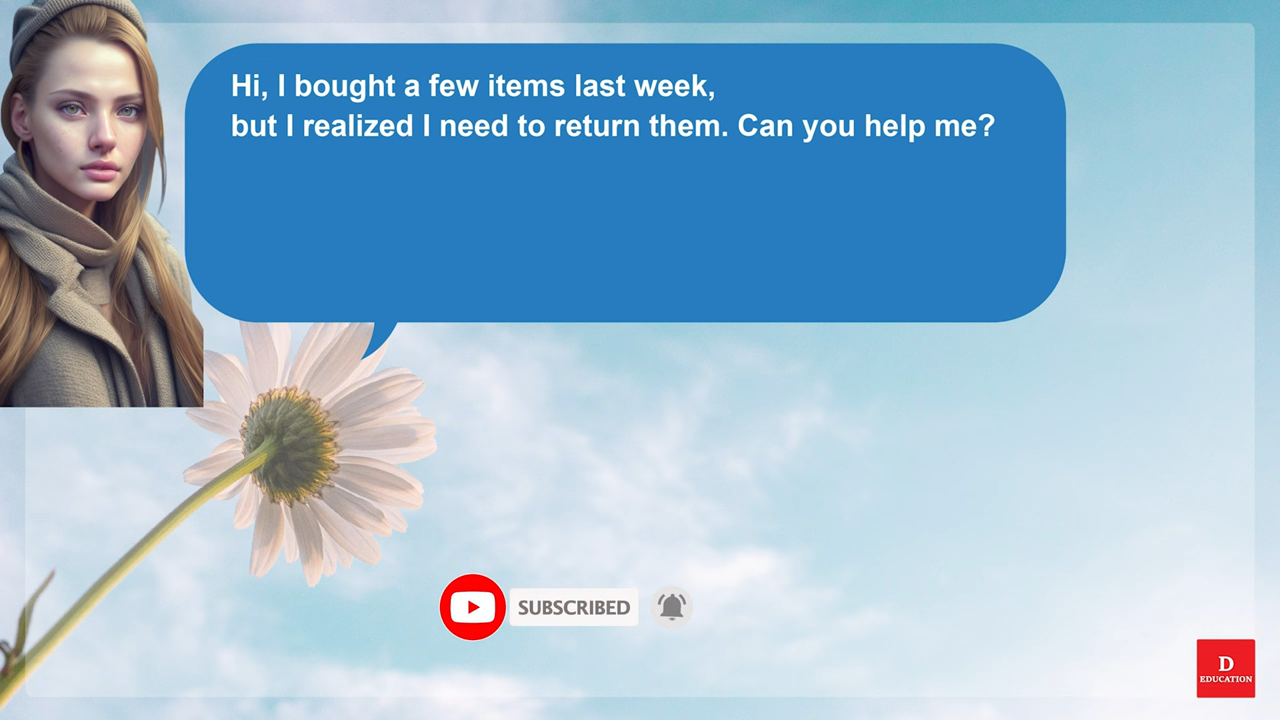 Hi, I bought a few items last week,
but I realized I need to return them. Can you help me?
SUBSCRIBED
D
EDUCATION